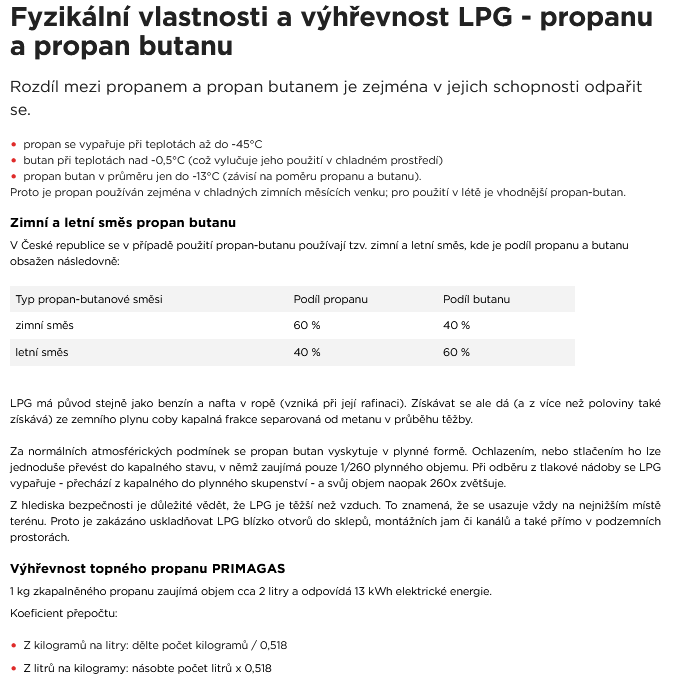 Fyzikální vlastnosti a výhřevnost LPG - propanu
a propan butanu
Rozdíl mezi propanem a propan butanem je zejména v jejich schopnosti odpařit
se.
• propan se vypařuje při teplotách až do -45°C
• butan při teplotách nad -0,5°C (což vylučuje jeho použití v chladném prostředí)
• propan butan v průměru jen do -13°C (závisí na poměru propanu a butanu).
Proto je propan používán zejména v chladných zimních měsících venku; pro použití v létě je vhodnější propan-butan.
Zimní a letní směs propan butanu
V České republice se v případě použití propan-butanu používají tzv. zimní a letní směs, kde je podíl propanu a butanu
obsažen následovně:
Typ propan-butanové směsi Podíl propanu Podíl butanu
zimní směs 60 % 40 %
letní směs 40 % 60 %
LPG má původ stejně jako benzín a nafta v ropě (vzniká při její rafinaci). Získávat se ale dá (a z více než poloviny také
získává) ze zemního plynu coby kapalná frakce separovaná od metanu v průběhu těžby.
Za normálních atmosférických podmínek se propan butan vyskytuje v plynné formě. Ochlazením, nebo stlačením ho lze
jednoduše převést do kapalného stavu, v němž zaujímá pouze 1/260 plynného objemu. Při odběru z tlakové nádoby se LPG
vypařuje - přechází z kapalného do plynného skupenství - a svůj objem naopak 260x zvětšuje.
Z hlediska bezpečnosti je důležité vědět, že LPG je těžší než vzduch. To znamená, že se usazuje vždy na nejnižším místě
terénu. Proto je zakázáno uskladňovat LPG blízko otvorů do sklepů, montážních jam či kanálů a také přímo v podzemních
prostorách.
Výhřevnost topného propanu PRIMAGAS
1 kg zkapalněného propanu zaujímá objem cca 2 litry a odpovídá 13 kWh elektrické energie.
Koeficient přepočtu:
• Z kilogramů na litry: dělte počet kilogramů / 0,518
• Z litrů na kilogramy: násobte počet litrů x 0,518